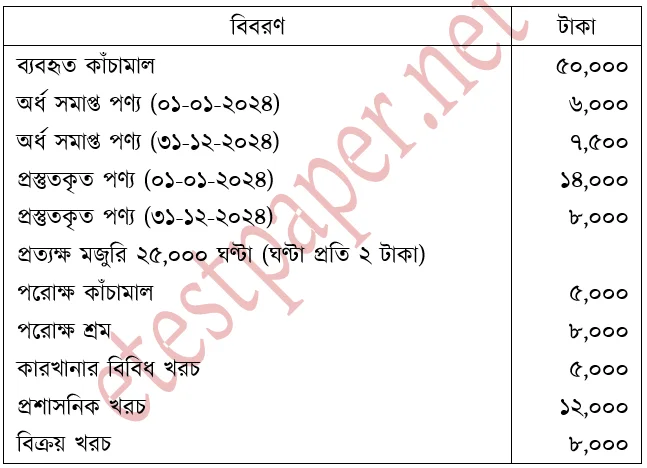 বিবরণ টাকা
ব্যবহৃত কাঁচামাল ৫০,০০০
অর্ধ সমাপ্ত পণ্য (০১-০১-২০২৪) ৬,০০০
অর্ধ সমাপ্ত পণ্য (৩১-১২-২০২৪) ৭,৫০০
প্রস্তুতকৃত পণ্য (০১-০১-২০২৪) ১৪,০০০
প্রস্তুতকৃত পণ্য (৩১-১২-২০২৪) ৮,০০০
প্রত্যক্ষ মজুরি ২৫,০০০ ঘণ্টা (ঘণ্টা প্রতি ২ টাকা)
পরোক্ষ কাঁচামাল ৫,০০০
পরোক্ষ শ্রম ৮,০০০
কারখানার বিবিধ খরচ ৫,০০০
প্রশাসনিক খরচ ১২,০০০
বিক্রয় খরচ ৮,০০০
etestpaper.net